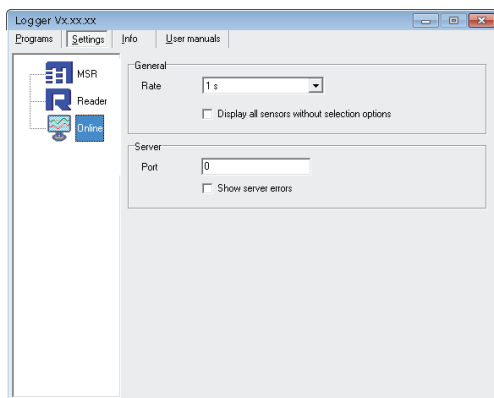 Logger Vx.xx.xx
Programs Settings Info User manuals
MSR
Reader
Online
General
Rate 1 s
Display all sensors without selection options
Server
Port 0
Show server errors